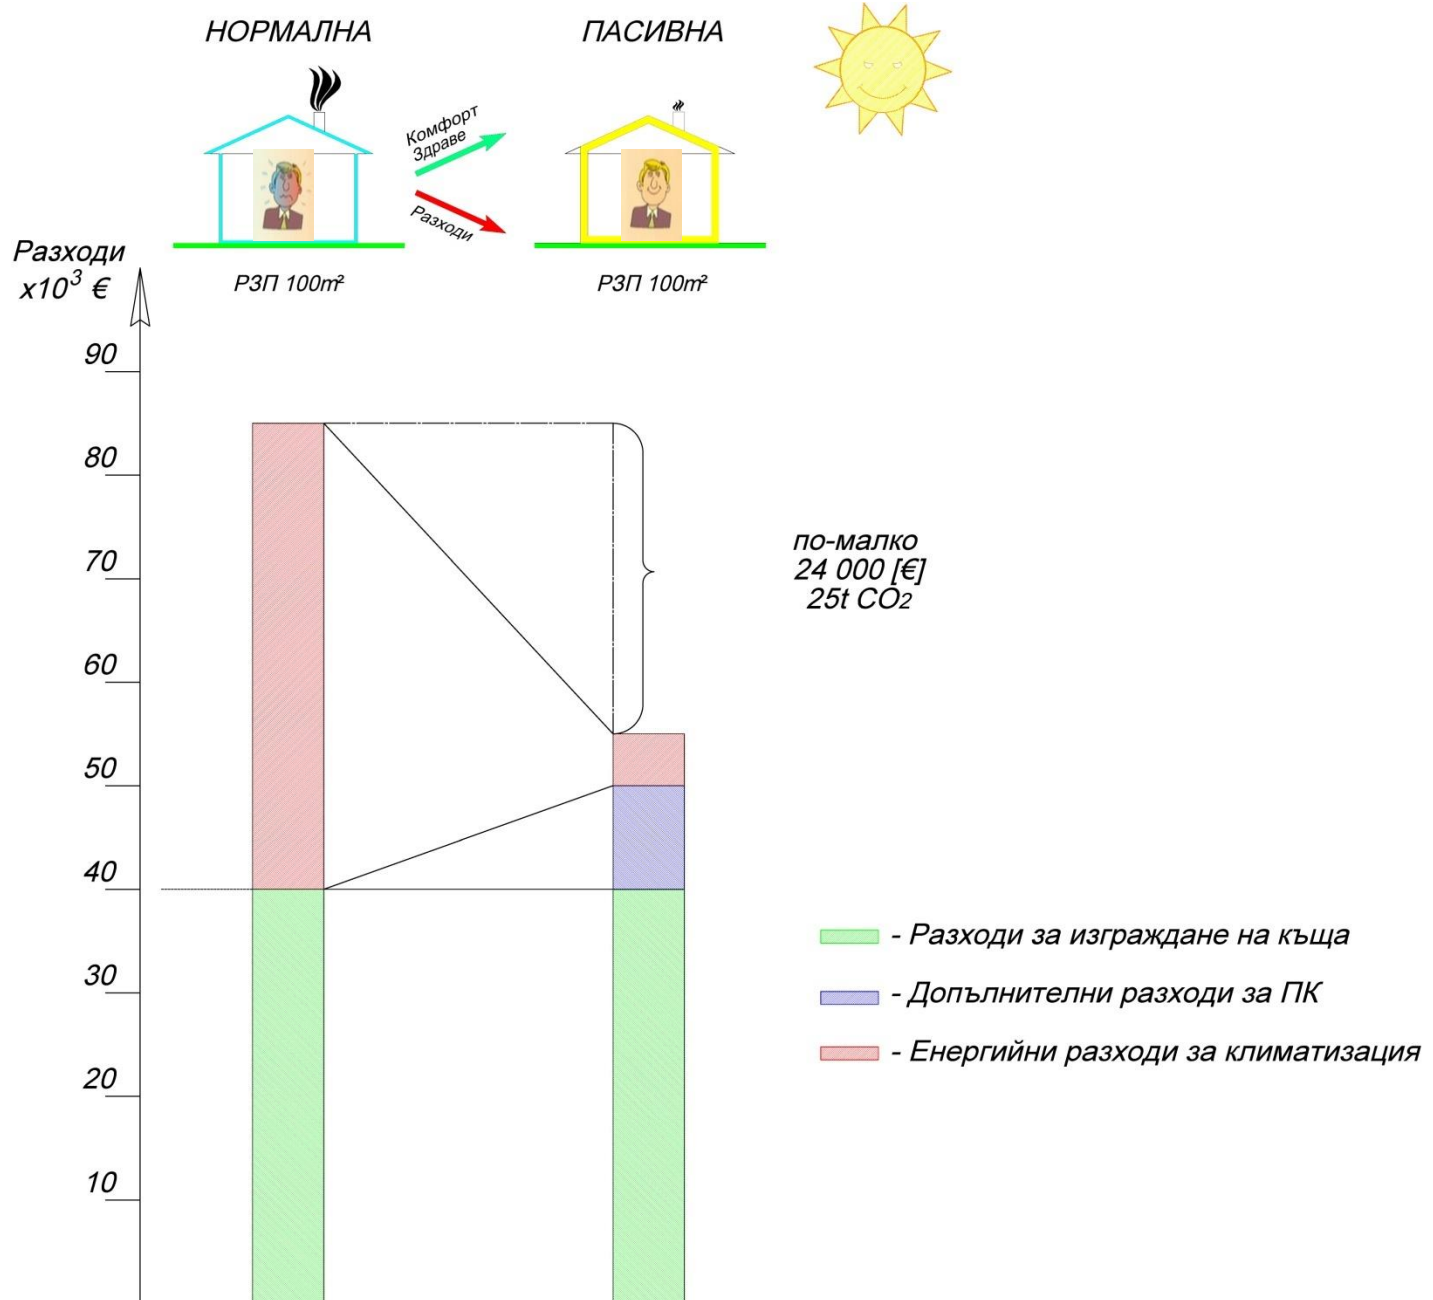 НОРМАЛНА
ПАСИВНА
Комфорт
Здраве
Разходи
РЗП 100m²
РЗП 100m²
Разходи
x10³ €
90
80
70
60
50
40
30
20
10
по-малко
24 000 [€]
25t CO2
- Разходи за изграждане на къща
- Допълнителни разходи за ПК
- Енергийни разходи за климатизация